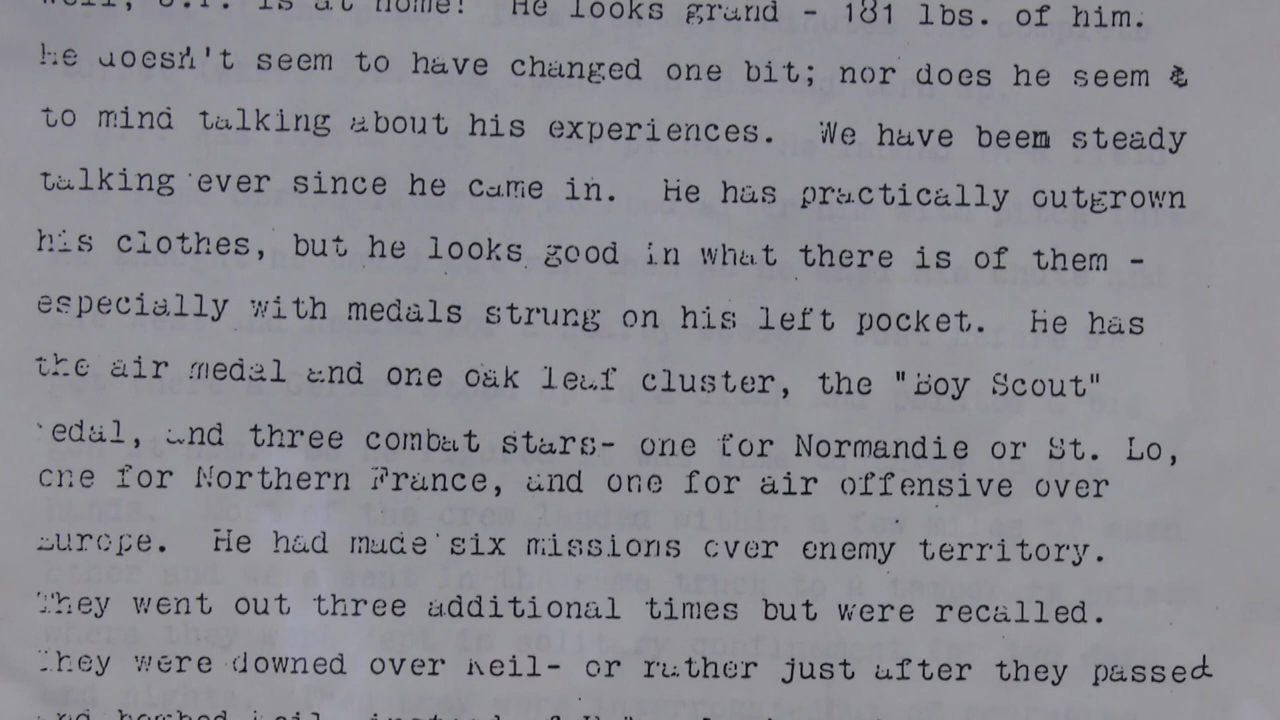 is at home! He looks grand - 181 lbs. of him.
he doesn't seem to have changed one bit; nor does he seem &
to mind talking about his experiences. We have beem steady
talking ever since he came in. He has practically outgrown
his clothes, but he looks good in what there is of them -
especially with medals strung on his left pocket. He has
the air medal and one oak leaf cluster, the "Boy Scout"
edal, and three combat stars- one for Normandie or St. Lo,
one for Northern France, and one for air offensive over
Europe. He had made six missions over enemy territory.
They went out three additional times but were recalled.
They were downed over Keil- or rather just after they passed